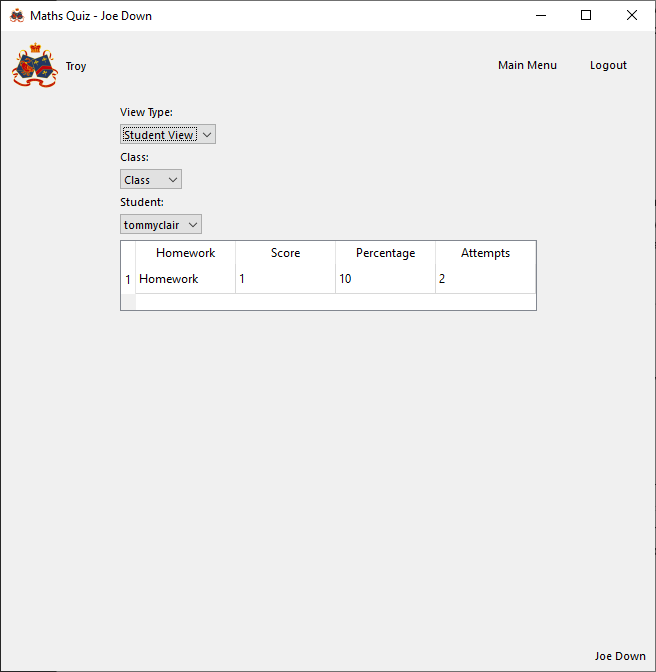 Maths Quiz - Joe Down
Troy
Main Menu
Logout
View Type:
Student View
Class:
Class
Student:
tommyclair
Homework Score Percentage Attempts
1 Homework 1 10 2
Joe Down